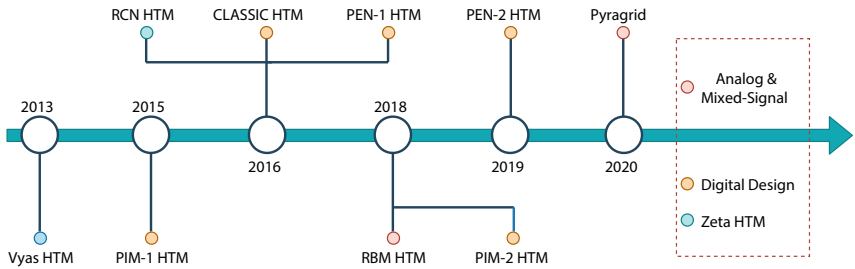 RCN HTM
CLASSIC HTM
PEN-1 HTM
PEN-2 HTM
Pyragrid
Analog &
Mixed-Signal
2013
2015
2018
2016
2019
2020
Digital Design
Zeta HTM
Vyas HTM
PIM-1 HTM
RBM HTM
PIM-2 HTM